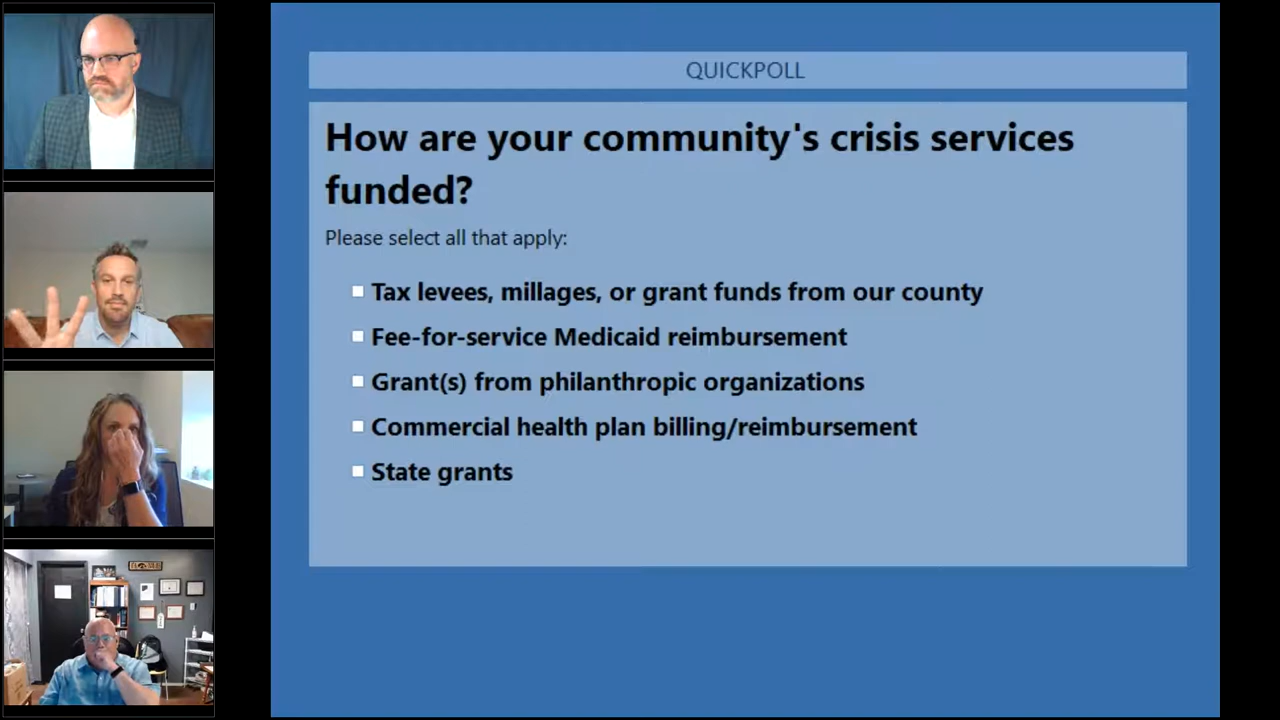 QUICKPOLL
How are your community's crisis services
funded?
Please select all that apply:
Tax levees, millages, or grant funds from our county
Fee-for-service Medicaid reimbursement
Grant(s) from philanthropic organizations
Commercial health plan billing/reimbursement
State grants